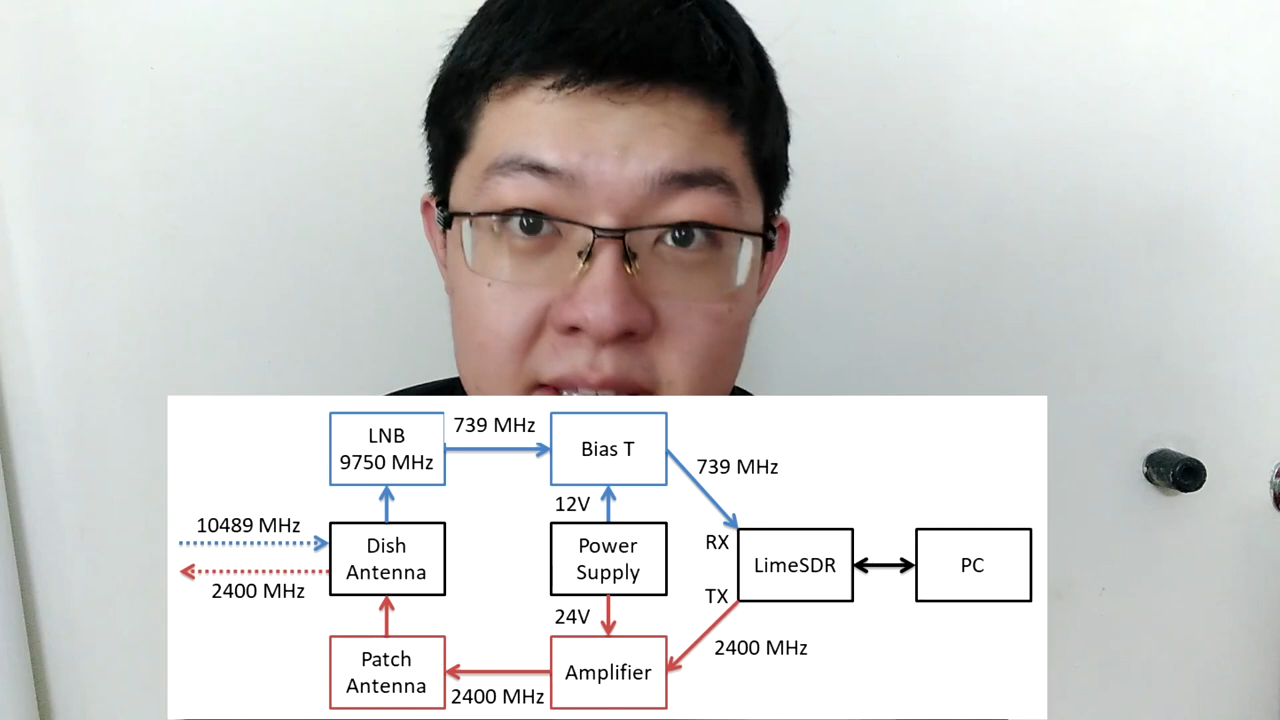 LNB
9750 MHz
739 MHz
Bias T
739 MHz
10489 MHz
2400 MHz
Dish
Antenna
12V
Power
Supply
24V
RX
TX
LimeSDR
PC
2400 MHz
Patch
Antenna
2400 MHz
Amplifier